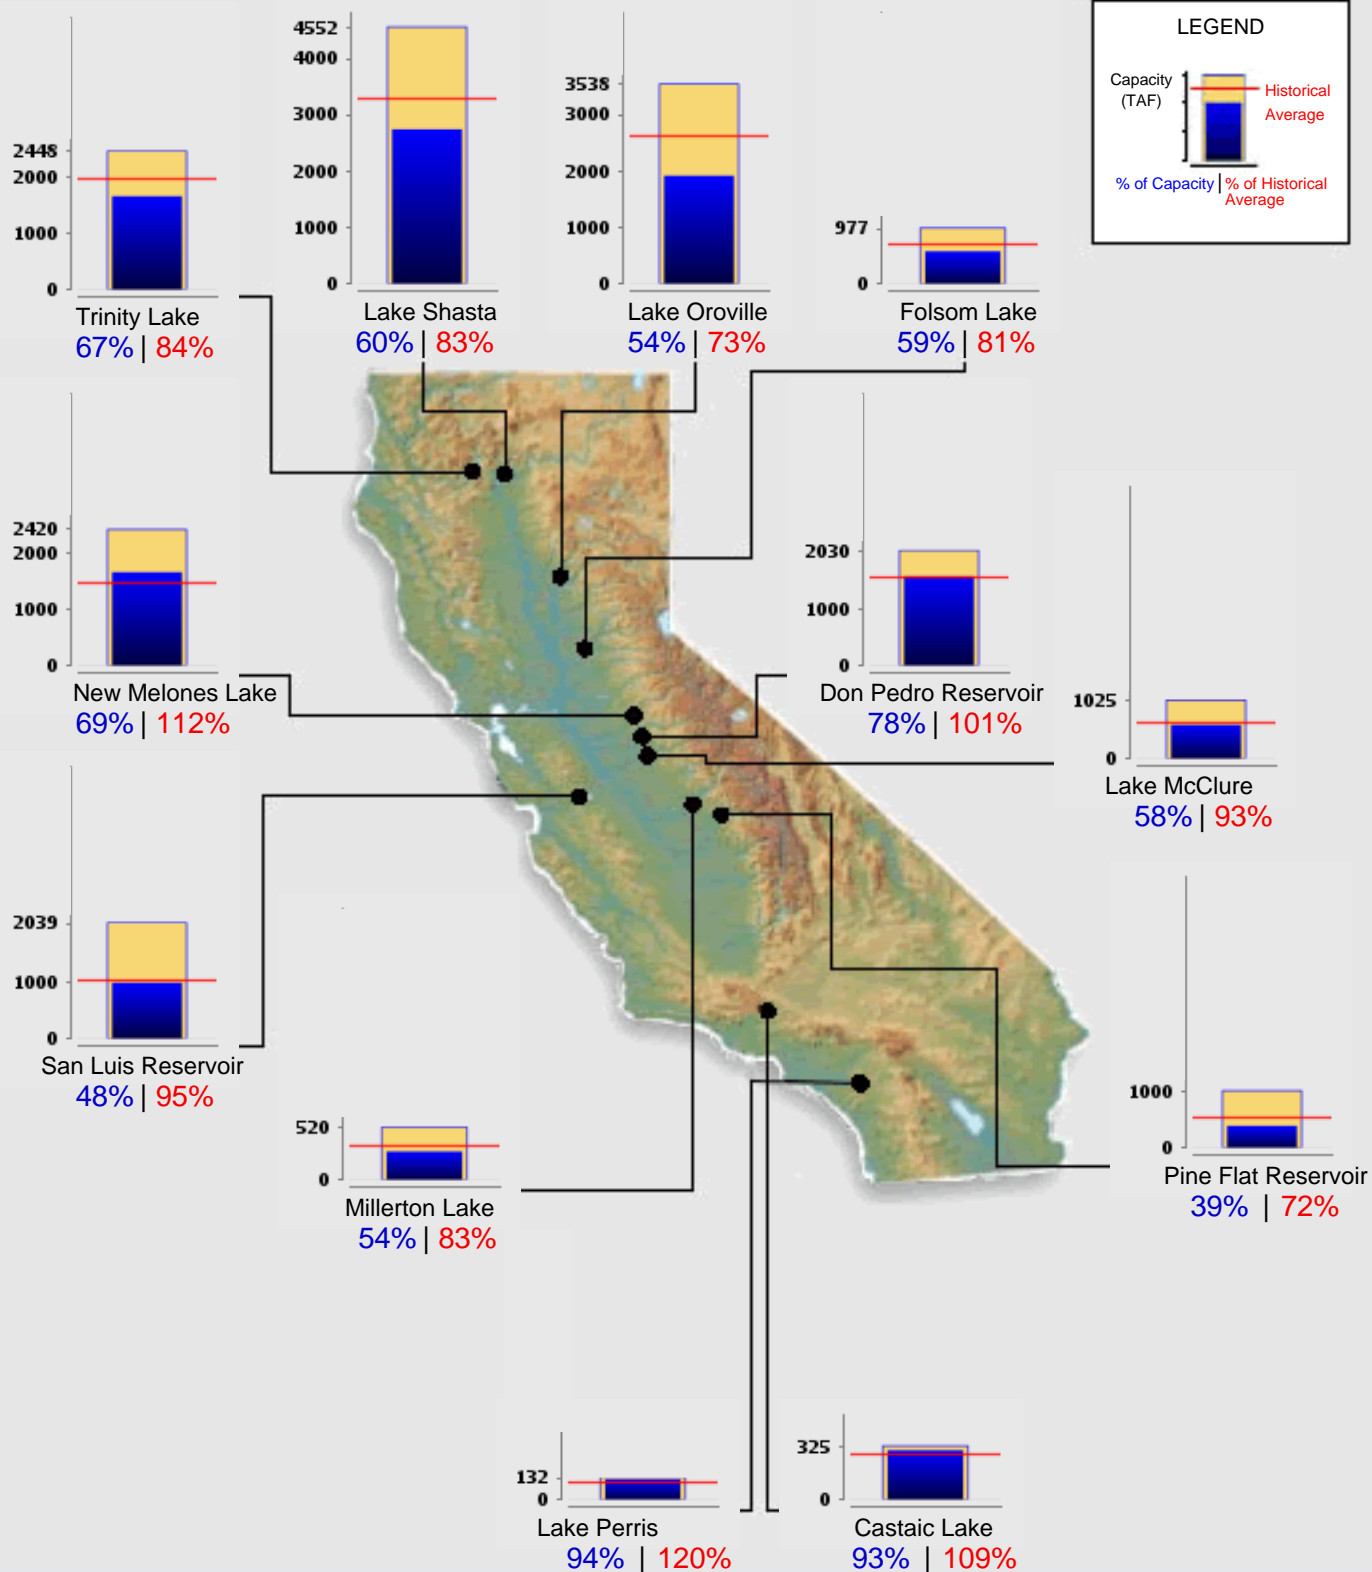 4552
4000
3000
2000
1000
0
Lake Shasta
60% | 83%
3538
3000
2000
1000
0
Lake Oroville
54% | 73%
977
0
Folsom Lake
59% | 81%
LEGEND
Capacity
(TAF)
Historical
Average
% of Capacity | % of Historical
Average
2448
2000
1000
0
Trinity Lake
67% | 84%
2420
2000
1000
0
New Melones Lake
69% | 112%
2030
1000
0
Don Pedro Reservoir
78% | 101%
1025
0
Lake McClure
58% | 93%
2039
1000
0
San Luis Reservoir
48% | 95%
520
0
Millerton Lake
54% | 83%
1000
0
Pine Flat Reservoir
39% | 72%
132
0
Lake Perris
94% | 120%
325
0
Castaic Lake
93% | 109%